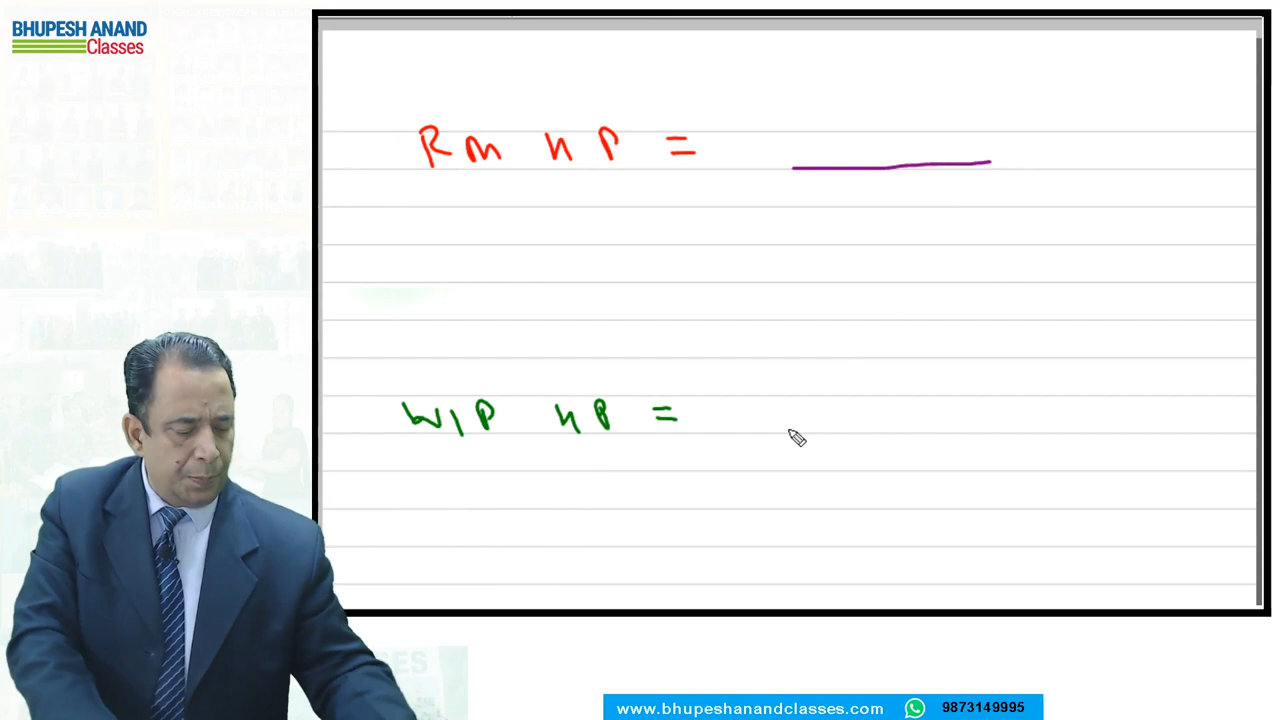 BHUPESH ANAND
Classes
Rm HP =
WIP HP =
www.bhupeshanandclasses.com 9873149995